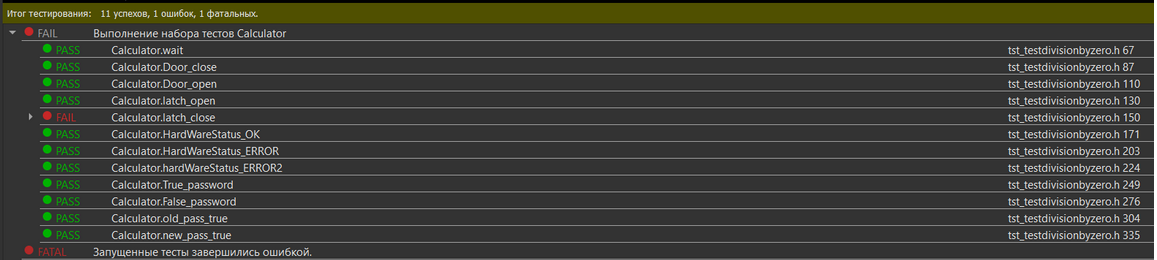 Итог тестирования: 11 успехов, 1 ошибок, 1 фатальных.
FAIL Выполнение набора тестов Calculator
PASS Calculator.wait tst_testdivisionbyzero.h 67
PASS Calculator.Door_close tst_testdivisionbyzero.h 87
PASS Calculator.Door_open tst_testdivisionbyzero.h 110
PASS Calculator.latch_open tst_testdivisionbyzero.h 130
FAIL Calculator.latch_close tst_testdivisionbyzero.h 150
PASS Calculator.HardWareStatus_OK tst_testdivisionbyzero.h 171
PASS Calculator.HardWareStatus_ERROR tst_testdivisionbyzero.h 203
PASS Calculator.hardWareStatus_ERROR2 tst_testdivisionbyzero.h 224
PASS Calculator.True_password tst_testdivisionbyzero.h 249
PASS Calculator.False_password tst_testdivisionbyzero.h 276
PASS Calculator.old_pass_true tst_testdivisionbyzero.h 304
PASS Calculator.new_pass_true tst_testdivisionbyzero.h 335
FATAL Запущенные тесты завершились ошибкой.